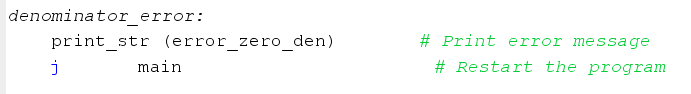 denominator_error:
print_str (error_zero_den) # Print error message
j main # Restart the program